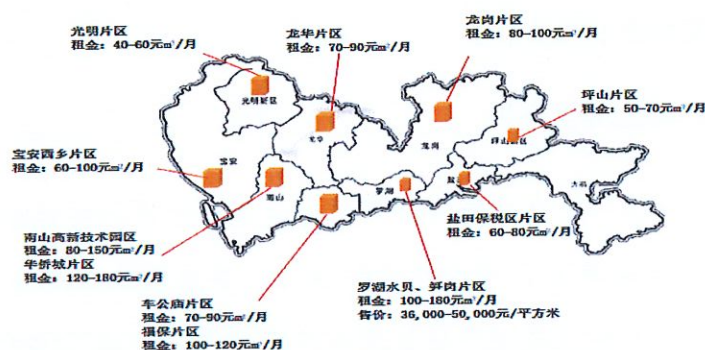 光明片区
租金: 40-60元m²/月
龙华片区
租金: 70-90元m²/月
龙岗片区
租金: 80-100元m²/月
坪山片区
租金: 50-70元m²/月
宝安西乡片区
租金: 60-100元m²/月
光明新区
龙华
龙岗
坪山新区
宝安
南山
罗湖
盐田保税区片区
租金: 60-80元m²/月
南山高新技术园区
租金: 80-150元m²/月
华侨城片区
租金: 120-180元m²/月
罗湖水贝、笋岗片区
租金: 100-180元m²/月
售价: 36,000-50,000元/平方米
车公庙片区
租金: 70-90元m²/月
福保片区
租金: 100-120元m²/月